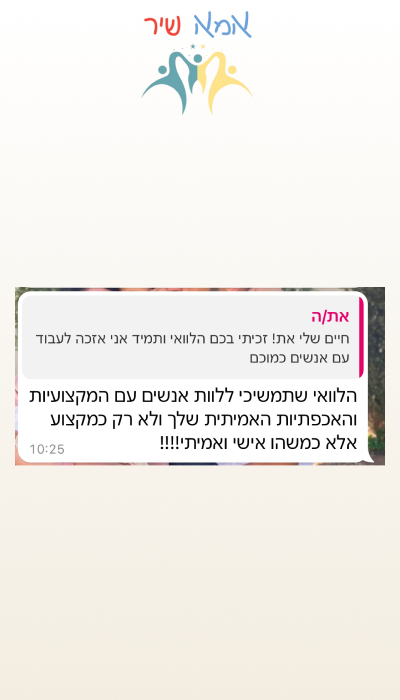 אמא שיר
את/ה
חיים שלי את! זכיתי בכם הלוואי ותמיד אני אזכה לעבוד
עם אנשים כמוכם
הלוואי שתמשיכי ללוות אנשים עם המקצועיות
והאכפתיות האמיתית שלך ולא רק כמקצוע
אלא כמשהו אישי ואמיתי!!!!
10:25